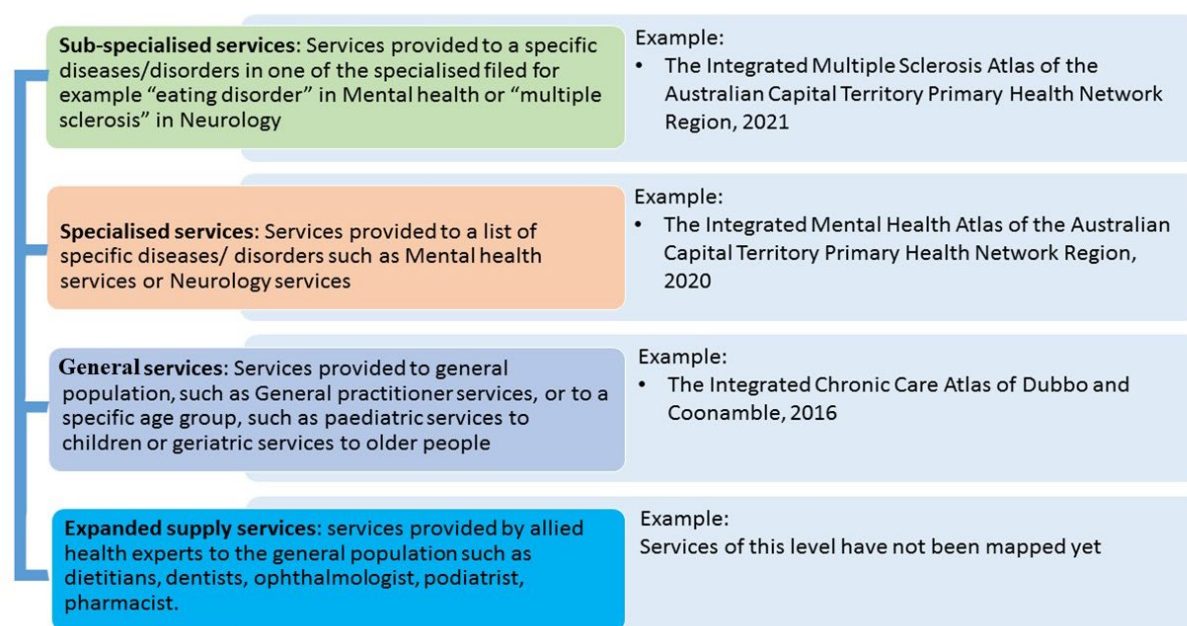 Sub-specialised services: Services provided to a specific
diseases/disorders in one of the specialised filed for
example “eating disorder” in Mental health or “multiple
sclerosis” in Neurology
Example:
• The Integrated Multiple Sclerosis Atlas of the
Australian Capital Territory Primary Health Network
Region, 2021
Specialised services: Services provided to a list of
specific diseases/ disorders such as Mental health
services or Neurology services
Example:
• The Integrated Mental Health Atlas of the Australian
Capital Territory Primary Health Network Region,
2020
General services: Services provided to general
population, such as General practitioner services, or to a
specific age group, such as paediatric services to
children or geriatric services to older people
Example:
• The Integrated Chronic Care Atlas of Dubbo and
Coonamble, 2016
Expanded supply services: services provided by allied
health experts to the general population such as
dietitians, dentists, ophthalmologist, podiatrist,
pharmacist.
Example:
Services of this level have not been mapped yet